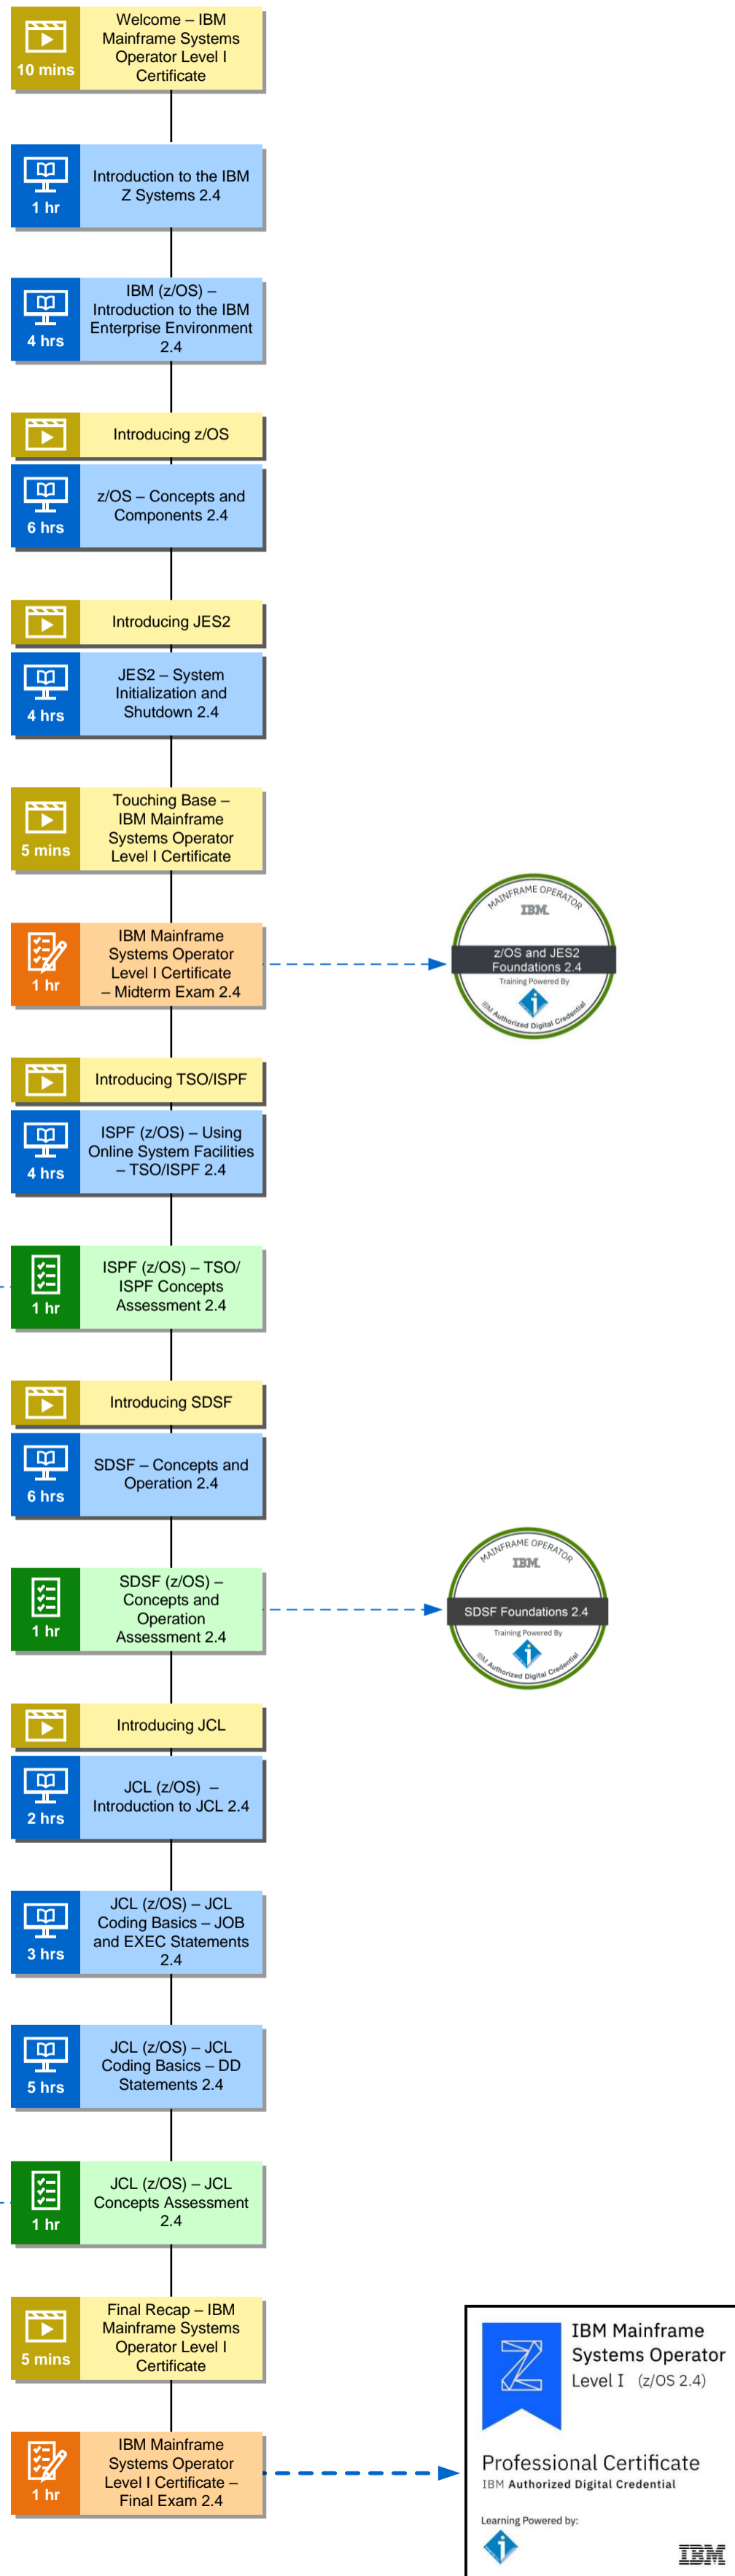 Welcome – IBM
Mainframe Systems
Operator Level I
Certificate
10 mins
Introduction to the IBM
Z Systems 2.4
1 hr
IBM (z/OS) –
Introduction to the IBM
Enterprise Environment
2.4
4 hrs
Introducing z/OS
z/OS – Concepts and
Components 2.4
6 hrs
Introducing JES2
JES2 – System
Initialization and
Shutdown 2.4
4 hrs
Touching Base –
IBM Mainframe
Systems Operator
Level I Certificate
5 mins
IBM Mainframe
Systems Operator
Level I Certificate
– Midterm Exam 2.4
1 hr
MAINFRAME OPERATOR
IBM
z/OS and JES2
Foundations 2.4
Training Powered By
i
IBM Authorized Digital Credential
Introducing TSO/ISPF
ISPF (z/OS) – Using
Online System Facilities
– TSO/ISPF 2.4
4 hrs
ISPF (z/OS) – TSO/
ISPF Concepts
Assessment 2.4
1 hr
Introducing SDSF
SDSF – Concepts and
Operation 2.4
6 hrs
SDSF (z/OS) –
Concepts and
Operation
Assessment 2.4
1 hr
MAINFRAME OPERATOR
IBM
SDSF Foundations 2.4
Training Powered By
i
IBM Authorized Digital Credential
Introducing JCL
JCL (z/OS) –
Introduction to JCL 2.4
2 hrs
JCL (z/OS) – JCL
Coding Basics – JOB
and EXEC Statements
2.4
3 hrs
JCL (z/OS) – JCL
Coding Basics – DD
Statements 2.4
5 hrs
JCL (z/OS) – JCL
Concepts Assessment
2.4
1 hr
Final Recap – IBM
Mainframe Systems
Operator Level I
Certificate
5 mins
IBM Mainframe
Systems Operator
Level I Certificate –
Final Exam 2.4
1 hr
Z
IBM Mainframe
Systems Operator
Level I (z/OS 2.4)
Professional Certificate
IBM Authorized Digital Credential
Learning Powered by:
i
IBM